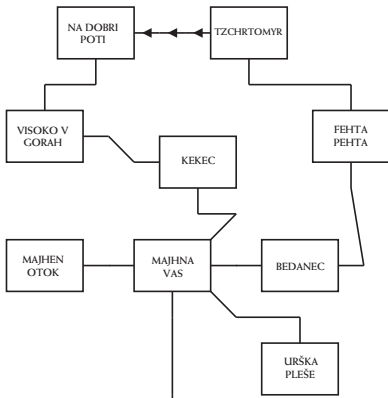 NA DOBRI
POTI
TZCHRTOMYR
VISOKO V
GORAH
KEKEC
FEHTA
PEHTA
MAJHEN
OTOK
MAJHNA
VAS
BEDANEC
URŠKA
PLEŠE